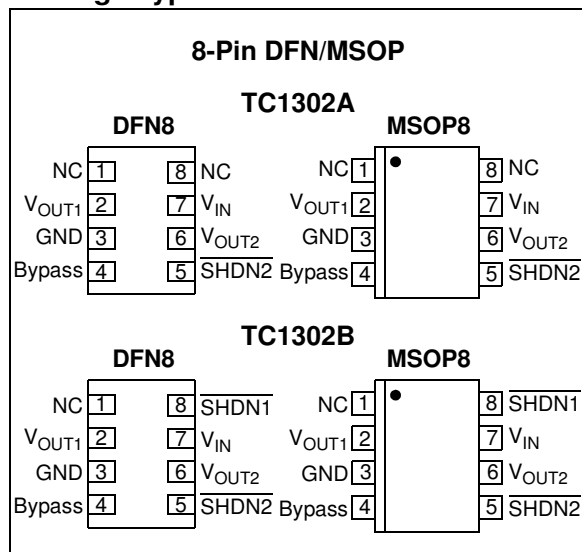 8-Pin DFN/MSOP
TC1302A
DFN8 MSOP8
NC 1 8 NC NC 1 8 NC
VOUT1 2 7 VIN VOUT1 2 7 VIN
GND 3 6 VOUT2 GND 3 6 VOUT2
Bypass 4 5 SHDN2 Bypass 4 5 SHDN2
TC1302B
DFN8 MSOP8
NC 1 8 SHDN1 NC 1 8 SHDN1
VOUT1 2 7 VIN VOUT1 2 7 VIN
GND 3 6 VOUT2 GND 3 6 VOUT2
Bypass 4 5 SHDN2 Bypass 4 5 SHDN2